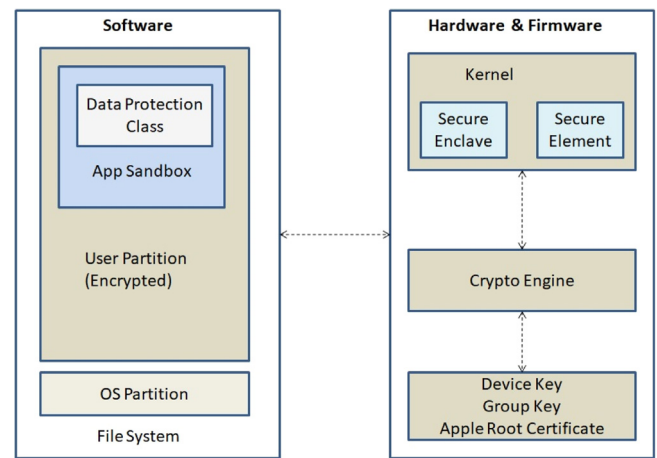 Software
Data Protection
Class
App Sandbox
User Partition
(Encrypted)
OS Partition
File System
Hardware & Firmware
Kernel
Secure
Enclave
Secure
Element
Crypto Engine
Device Key
Group Key
Apple Root Certificate